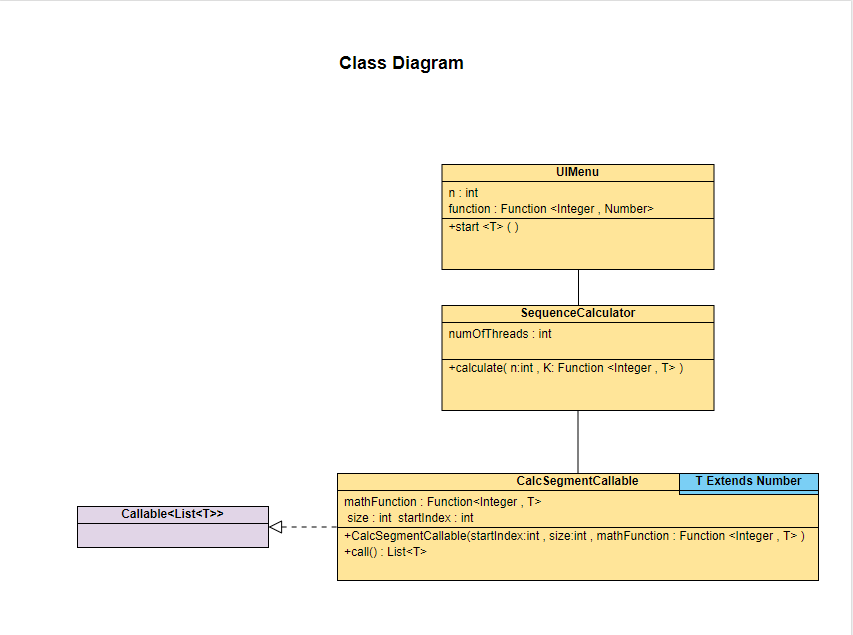 Class Diagram
UIMenu
n : int
function : Function <Integer , Number>
+start <T> ( )
SequenceCalculator
numOfThreads : int
+calculate( n:int , K: Function <Integer , T> )
CalcSegmentCallable
T Extends Number
mathFunction : Function<Integer , T>
size : int startIndex : int
+CalcSegmentCallable(startIndex:int , size:int , mathFunction : Function <Integer , T> )
+call() : List<T>
Callable<List<T>>